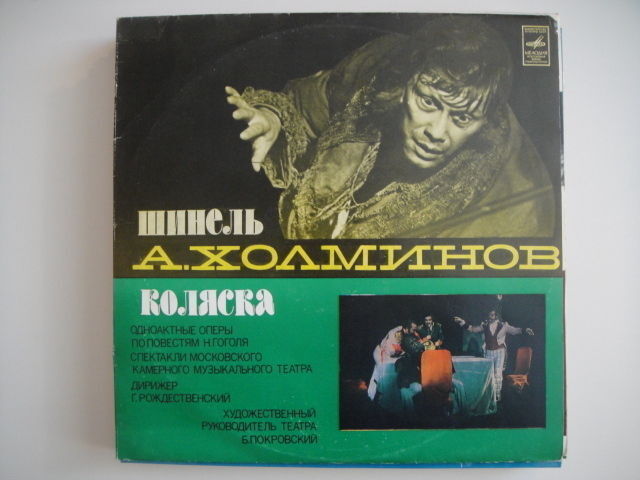 МЕЛОДИЯ
ШИНЕЛЬ
А.ХОЛМИНОВ
КОЛЯСКА
ОДНОАКТНЫЕ ОПЕРЫ
ПО ПОВЕСТЯМ Н.ГОГОЛЯ
СПЕКТАКЛИ МОСКОВСКОГО
КАМЕРНОГО МУЗЫКАЛЬНОГО ТЕАТРА
ДИРИЖЕР
Г.РОЖДЕСТВЕНСКИЙ
ХУДОЖЕСТВЕННЫЙ
РУКОВОДИТЕЛЬ ТЕАТРА
Б.ПОКРОВСКИЙ